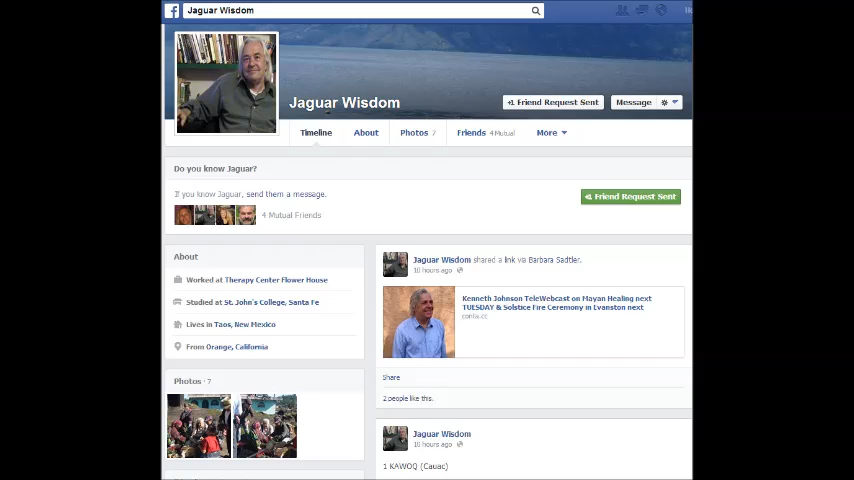 Jaguar Wisdom
Jaguar Wisdom
+1 Friend Request Sent
Message
Timeline
About
Photos 7
Friends 4 Mutual
More
Do you know Jaguar?
If you know Jaguar, send them a message.
Friend Request Sent
4 Mutual Friends
About
Worked at Therapy Center Flower House
Studied at St. John's College, Santa Fe
Lives in Taos, New Mexico
From Orange, California
Photos · 7
Jaguar Wisdom shared a link via Barbara Sadtler.
10 hours ago
Kenneth Johnson TeleWebcast on Mayan Healing next
TUESDAY & Solstice Fire Ceremony in Evanston next
conta.cc
Share
2 people like this.
Jaguar Wisdom
10 hours ago
1 KAWOQ (Cauac)